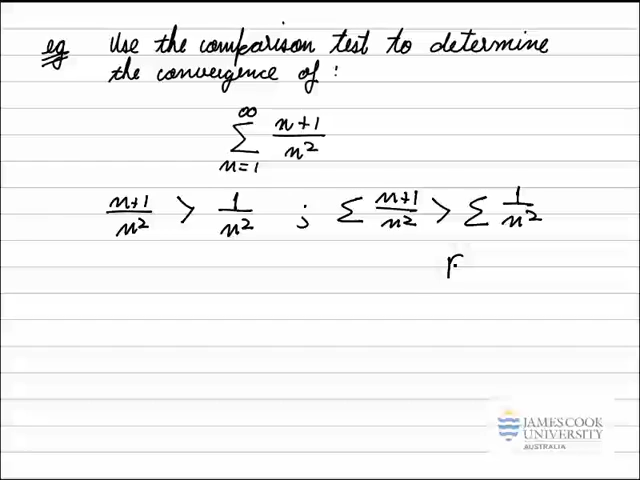 eg Use the comparison test to determine
the convergence of :
∞
∑ n+1/n²
n=1
n+1/n² > 1/n² ; ∑ n+1/n² > ∑ 1/n²
JAMES COOK
UNIVERSITY
AUSTRALIA